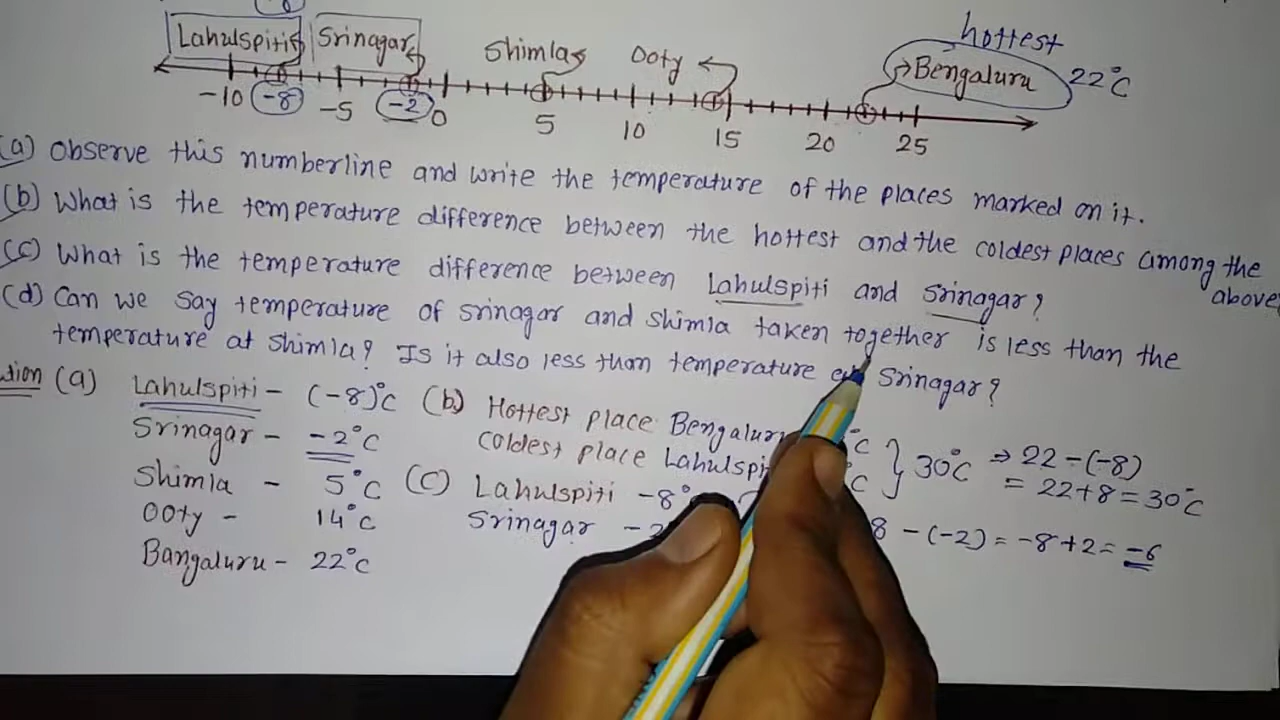 -8
hottest
Lahulspiti Srinagar Shimla Ooty Bengaluru 22°C
-10 -8 -5 -2 0 5 10 15 20 25
(a) Observe this numberline and write the temperature of the places marked on it.
(b) What is the temperature difference between the hottest and the coldest places among the
above
(c) What is the temperature difference between Lahulspiti and Srinagar?
(d) Can we say temperature of srinagar and shimla taken together is less than the
temperature at shimla? Is it also less than temperature Srinagar?
(a) Lahulspiti - (-8)°C (b) Hottest place Bengaluru °C } 30°C ⇒ 22-(-8)
Srinagar - -2°C coldest place °C = 22+8 = 30°C
Shimla - 5°C (c) Lahulspiti -8°
Ooty - 14°C Srinagar 8 -(-2) = -8+2 = -6
Bangaluru - 22°C